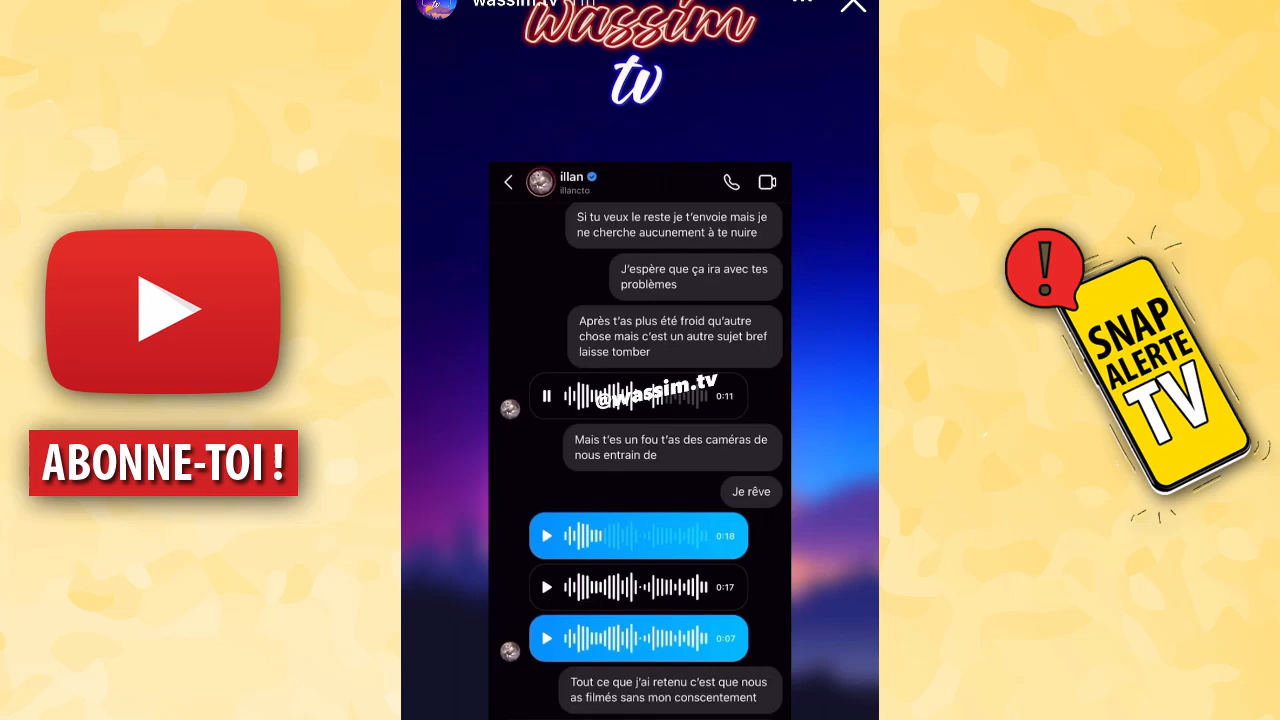 wassim.tv
wassim
tv
illan
illancto
Si tu veux le reste je t'envoie mais je
ne cherche aucunement à te nuire
J'espère que ça ira avec tes
problèmes
Après t'as plus été froid qu'autre
chose mais c'est un autre sujet bref
laisse tomber
@wassim.tv
0:11
Mais t'es un fou t'as des caméras de
nous entrain de
Je rêve
0:18
0:17
0:07
Tout ce que j'ai retenu c'est que nous
as filmés sans mon conscentement
ABONNE-TOI !
SNAP
ALERTE
TV